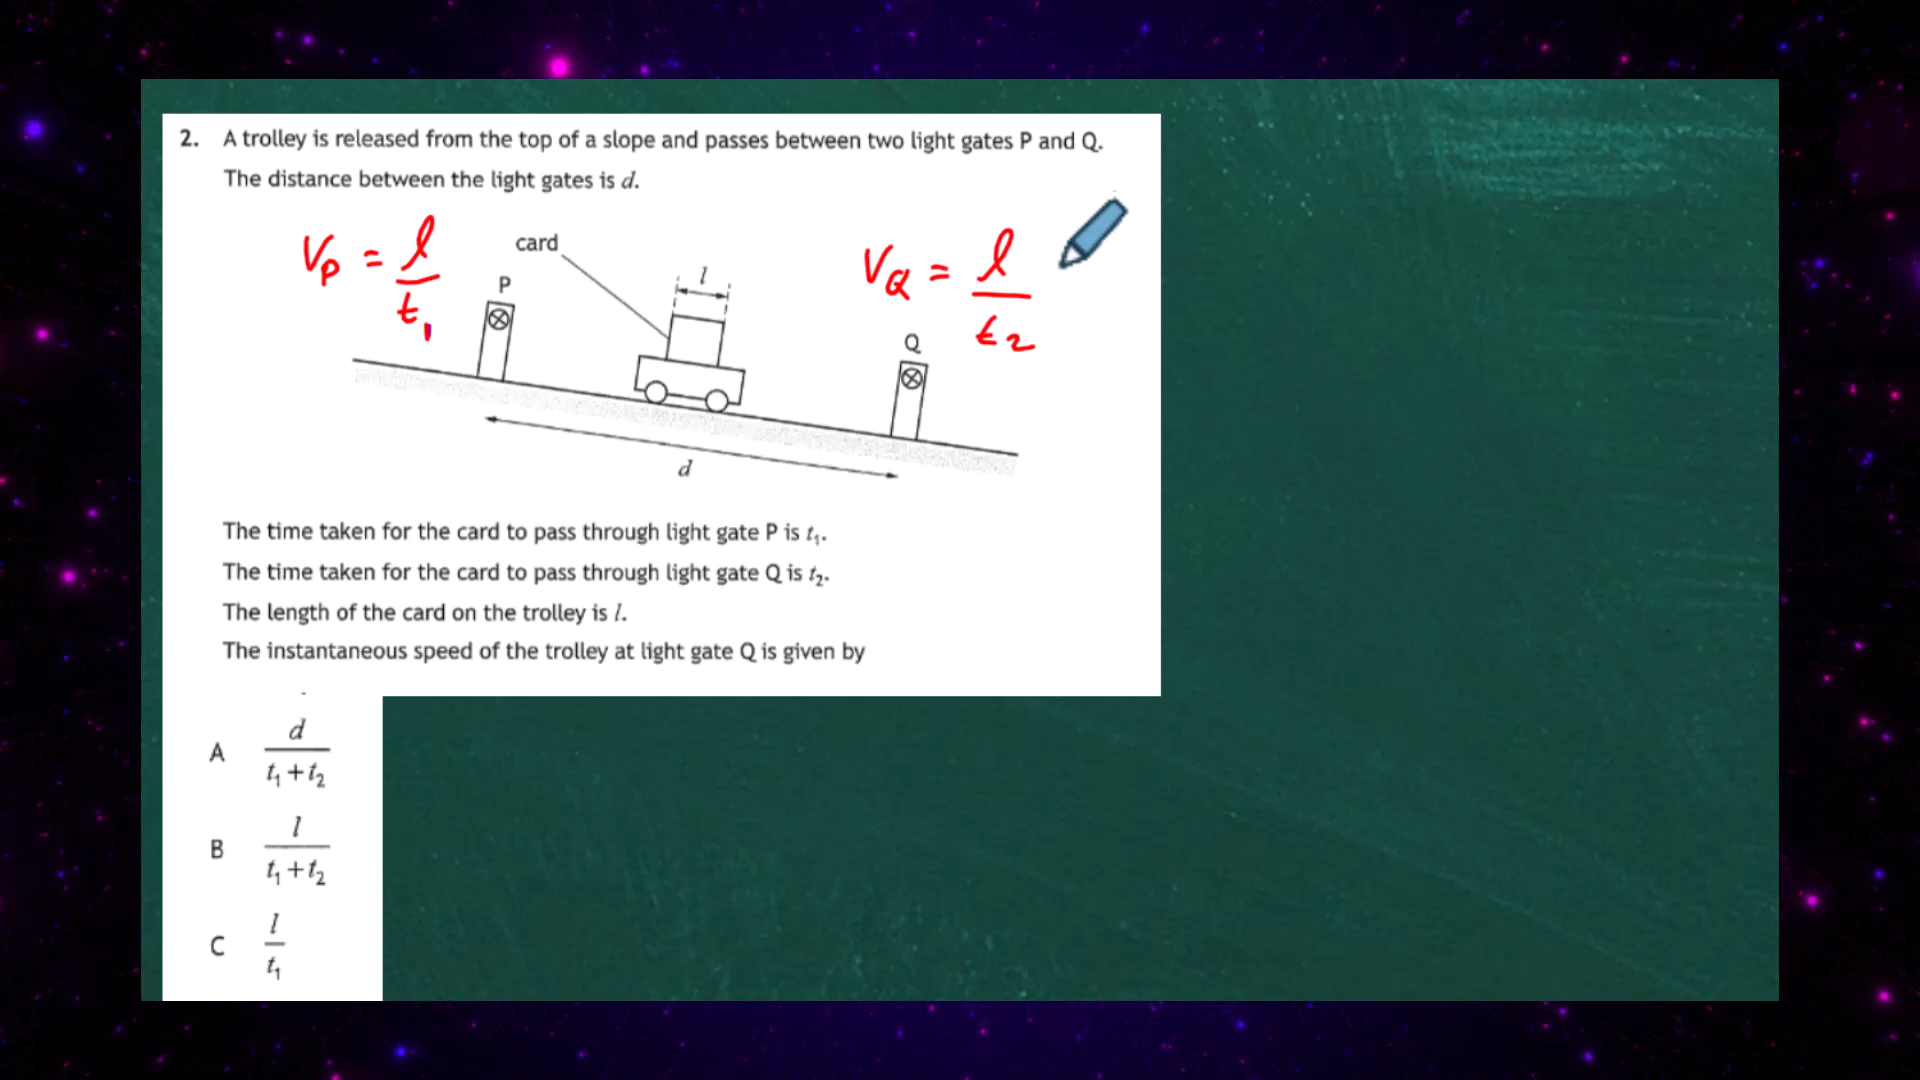 2. A trolley is released from the top of a slope and passes between two light gates P and Q.
The distance between the light gates is d.
V_P = l/t_1
card
V_Q = l/t_2
l
P
Q
d
The time taken for the card to pass through light gate P is t₁.
The time taken for the card to pass through light gate Q is t₂.
The length of the card on the trolley is l.
The instantaneous speed of the trolley at light gate Q is given by
A d/(t₁+t₂)
B l/(t₁+t₂)
C l/t₁